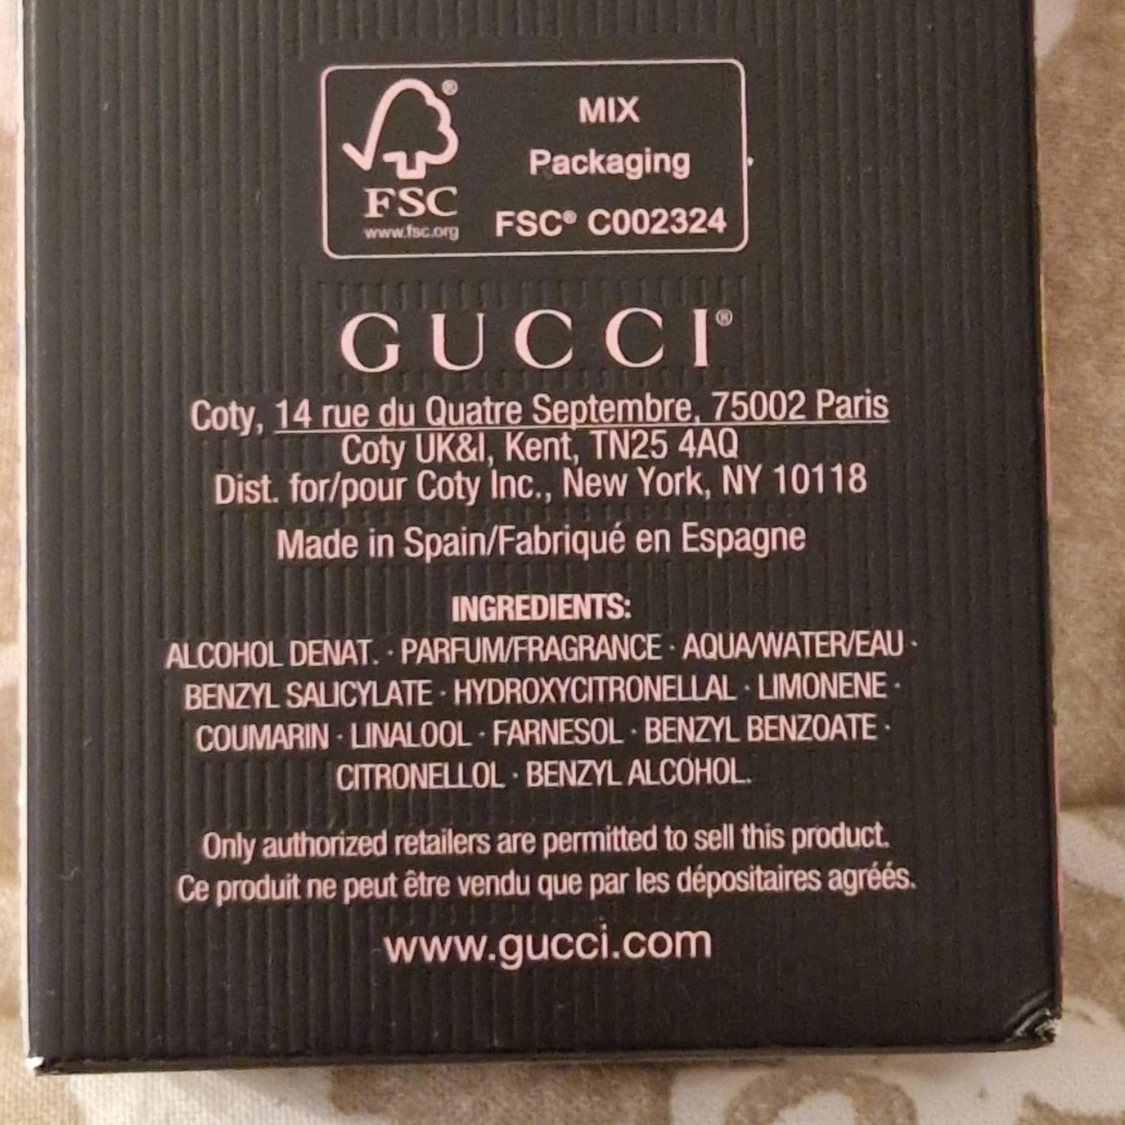 MIX
Packaging
FSC® C002324
®
FSC
www.fsc.org
GUCCI®
Coty, 14 rue du Quatre Septembre, 75002 Paris
Coty UK&I, Kent, TN25 4AQ
Dist. for/pour Coty Inc., New York, NY 10118
Made in Spain/Fabriqué en Espagne
INGREDIENTS:
ALCOHOL DENAT. · PARFUM/FRAGRANCE · AQUA/WATER/EAU ·
BENZYL SALICYLATE · HYDROXYCITRONELLAL · LIMONENE ·
COUMARIN · LINALOOL · FARNESOL · BENZYL BENZOATE ·
CITRONELLOL · BENZYL ALCOHOL.
Only authorized retailers are permitted to sell this product.
Ce produit ne peut être vendu que par les dépositaires agréés.
www.gucci.com